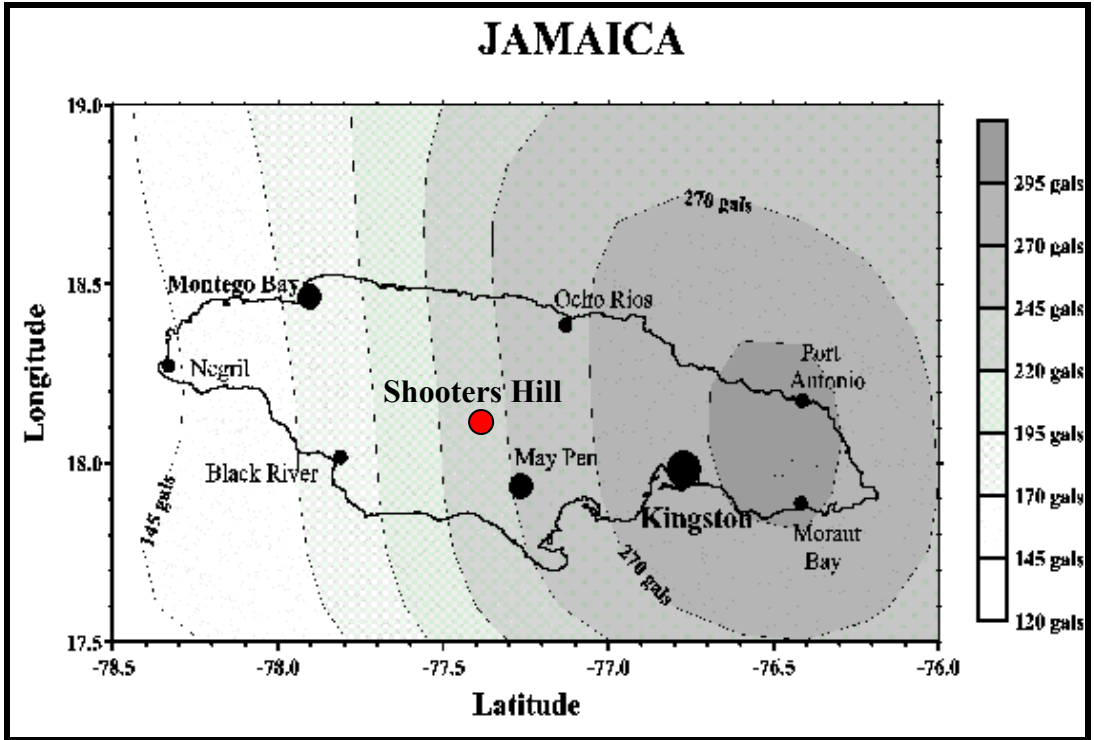 JAMAICA
19.0
18.5
18.0
17.5
Longitude
-78.5
-78.0
-77.5
-77.0
-76.5
-76.0
Latitude
270 gals
Montego Bay
Ocho Rios
Negril
Port
Antonio
Shooters Hill
May Pen
Black River
Kingston
Morant
Bay
145 gals
270 gals
295 gals
270 gals
245 gals
220 gals
195 gals
170 gals
145 gals
120 gals